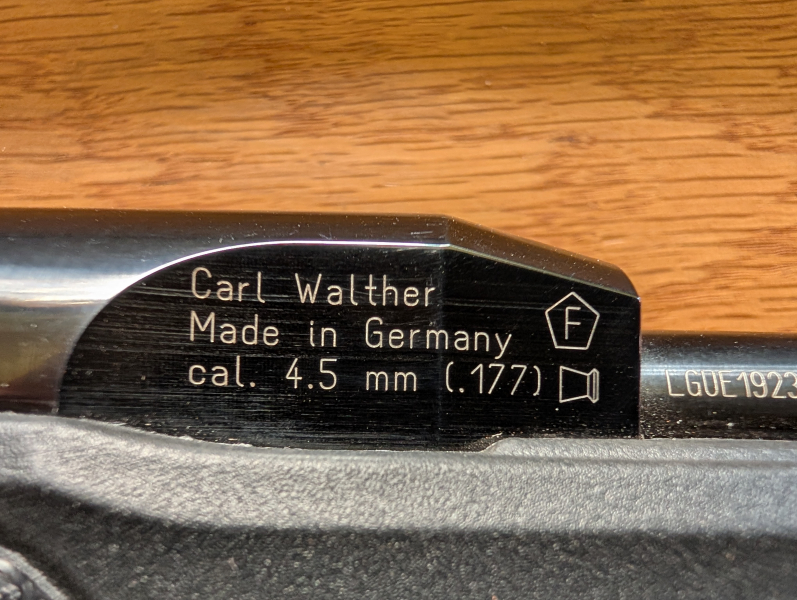 Carl Walther
Made in Germany
cal. 4.5 mm (.177)
F
LGUE1923